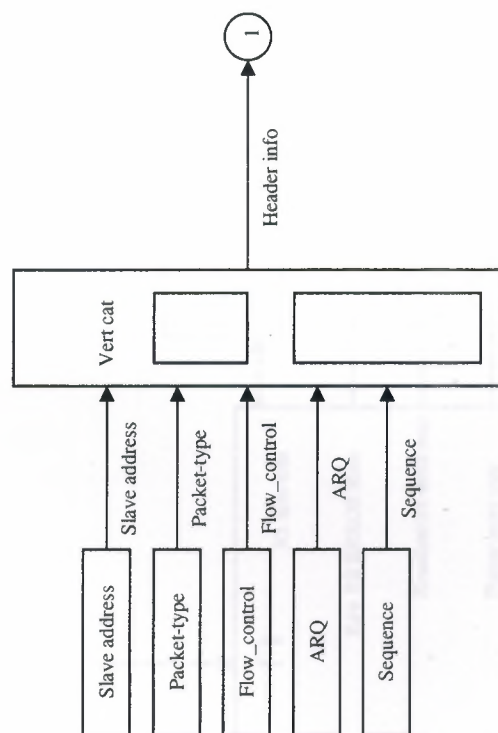 Slave address
Packet-type
Flow_control
ARQ
Sequence
Slave address
Packet-type
Flow_control
ARQ
Sequence
Vert cat
Header info
1